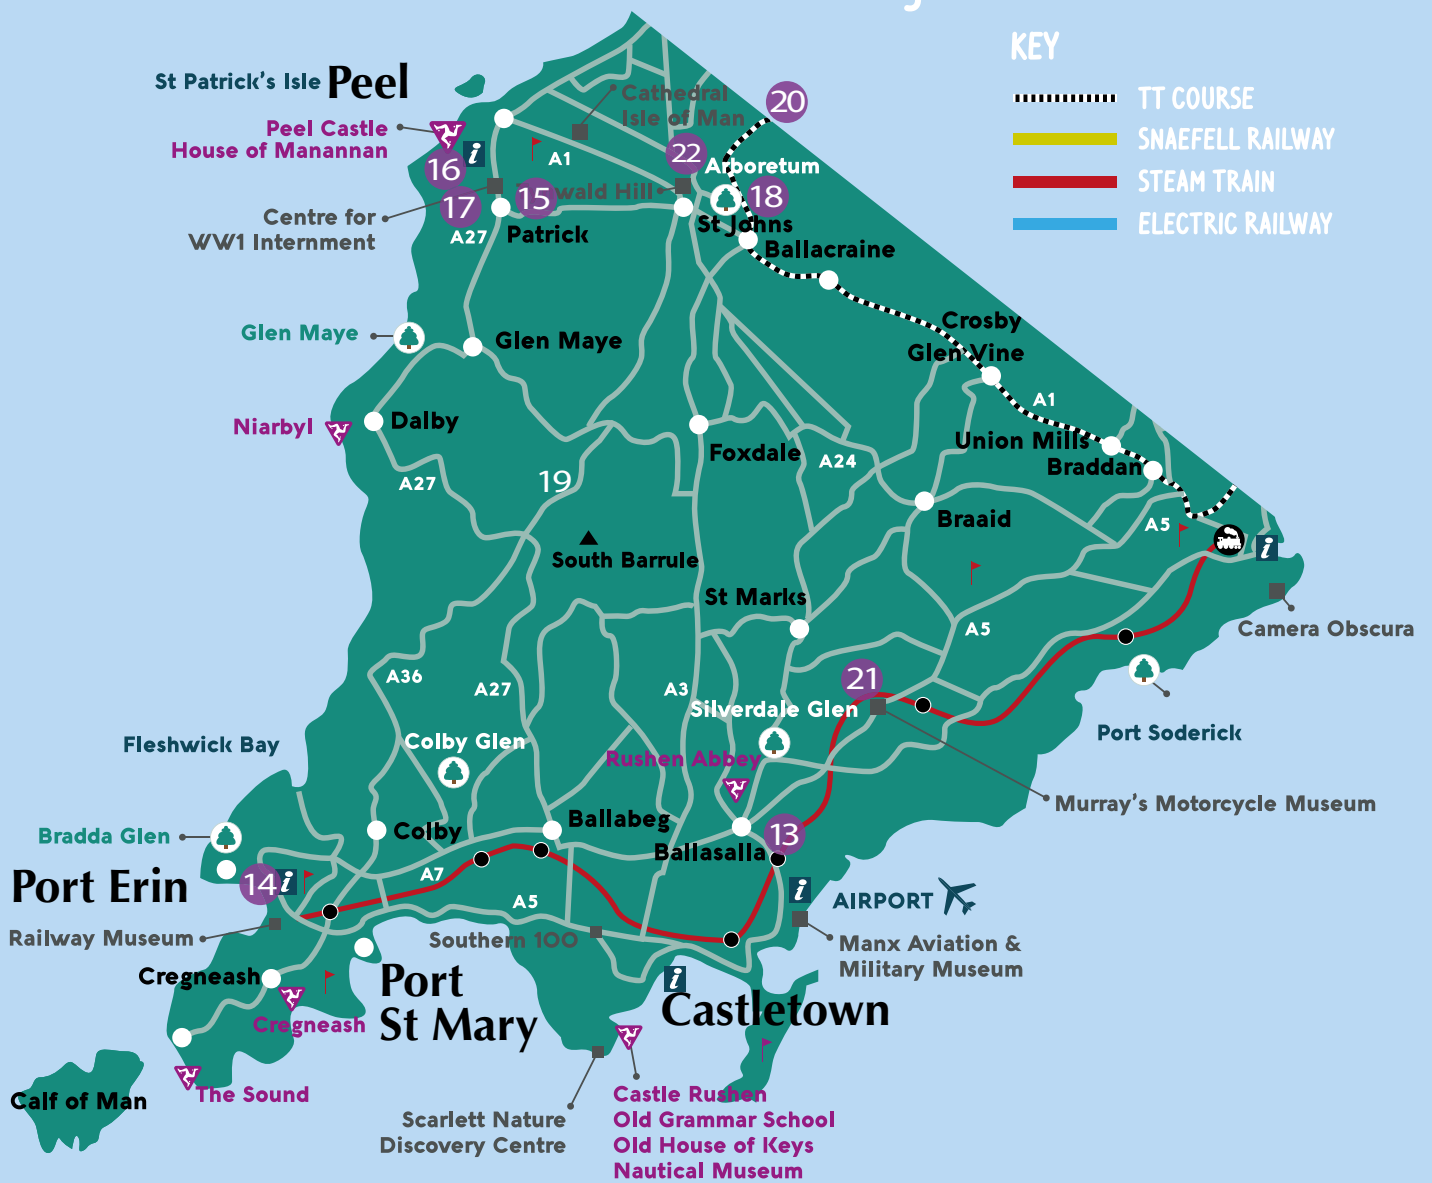 KEY
TT COURSE
SNAEFELL RAILWAY
STEAM TRAIN
ELECTRIC RAILWAY
St Patrick's Isle
Peel
Peel Castle
House of Manannan
16
i
17
Centre for
WW1 Internment
A27
15
Patrick
A1
Cathedral
Isle of Man
20
22
Arboretum
18
Hill
St Johns
Ballacraine
Glen Maye
Glen Maye
Crosby
Glen Vine
A1
Niarbyl
Dalby
A27
19
Foxdale
A24
Union Mills
Braddan
A5
i
Braaid
South Barrule
St Marks
A5
Camera Obscura
A36
A27
A3
21
Silverdale Glen
Port Soderick
Fleshwick Bay
Colby Glen
Rushen Abbey
Murray's Motorcycle Museum
Bradda Glen
Colby
Ballabeg
13
Ballasalla
Port Erin
14
i
A7
A5
i
AIRPORT
Railway Museum
Southern 100
Manx Aviation &
Military Museum
Cregneash
Cregneash
Port
St Mary
i
Castletown
The Sound
Calf of Man
Scarlett Nature
Discovery Centre
Castle Rushen
Old Grammar School
Old House of Keys
Nautical Museum